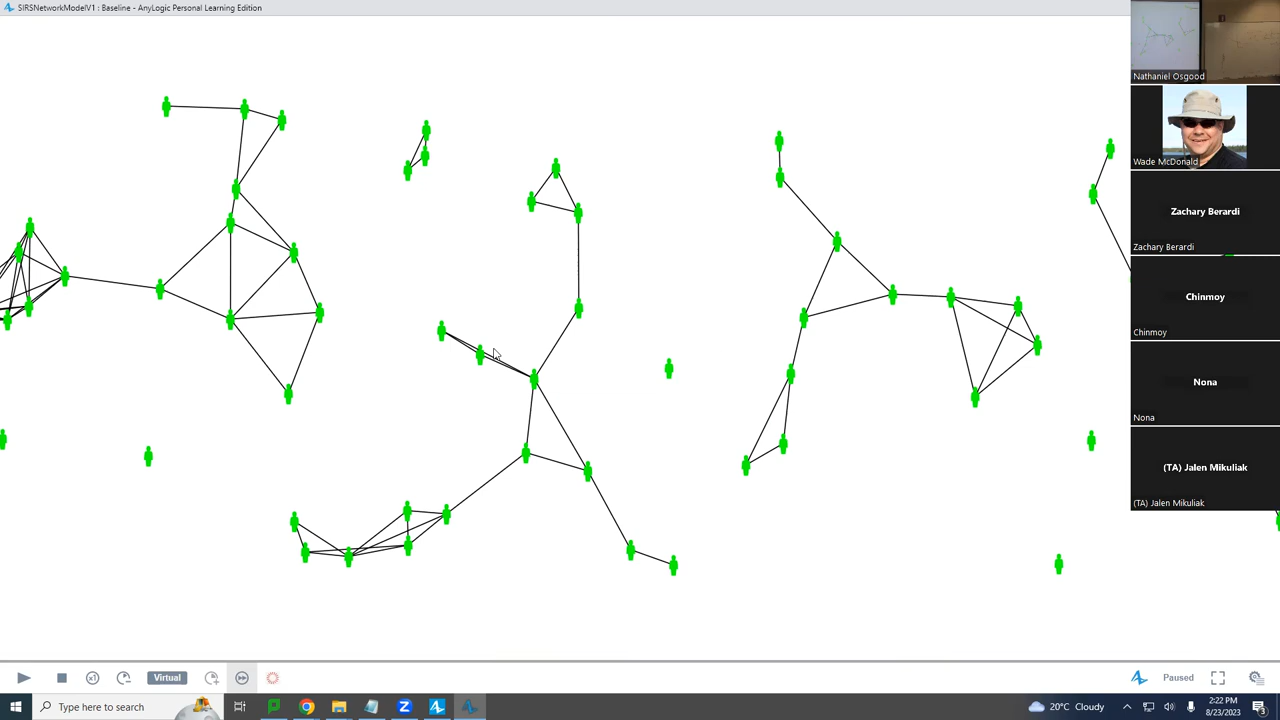 SIRSNetworkModelV1 : Baseline - AnyLogic Personal Learning Edition
Nathaniel Osgood
Wade McDonald
Zachary Berardi
Zachary Berardi
Chinmoy
Chinmoy
Nona
Nona
(TA) Jalen Mikuliak
(TA) Jalen Mikuliak
x1
Virtual
Paused
Type here to search
20°C Cloudy
2:22 PM
8/23/2023
3